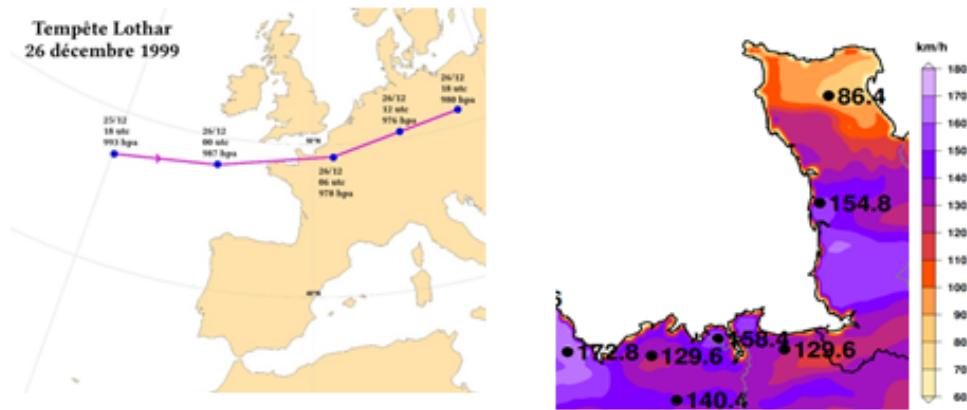 Tempête Lothar
26 décembre 1999
25/12
18 utc
993 hpa
26/12
00 utc
987 hpa
26/12
06 utc
978 hpa
26/12
12 utc
976 hpa
26/12
18 utc
980 hpa
50°N
40°N
km/h
180
170
160
150
140
130
120
110
100
90
80
70
60
86.4
154.8
172.8
129.6
158.4
129.6
140.4